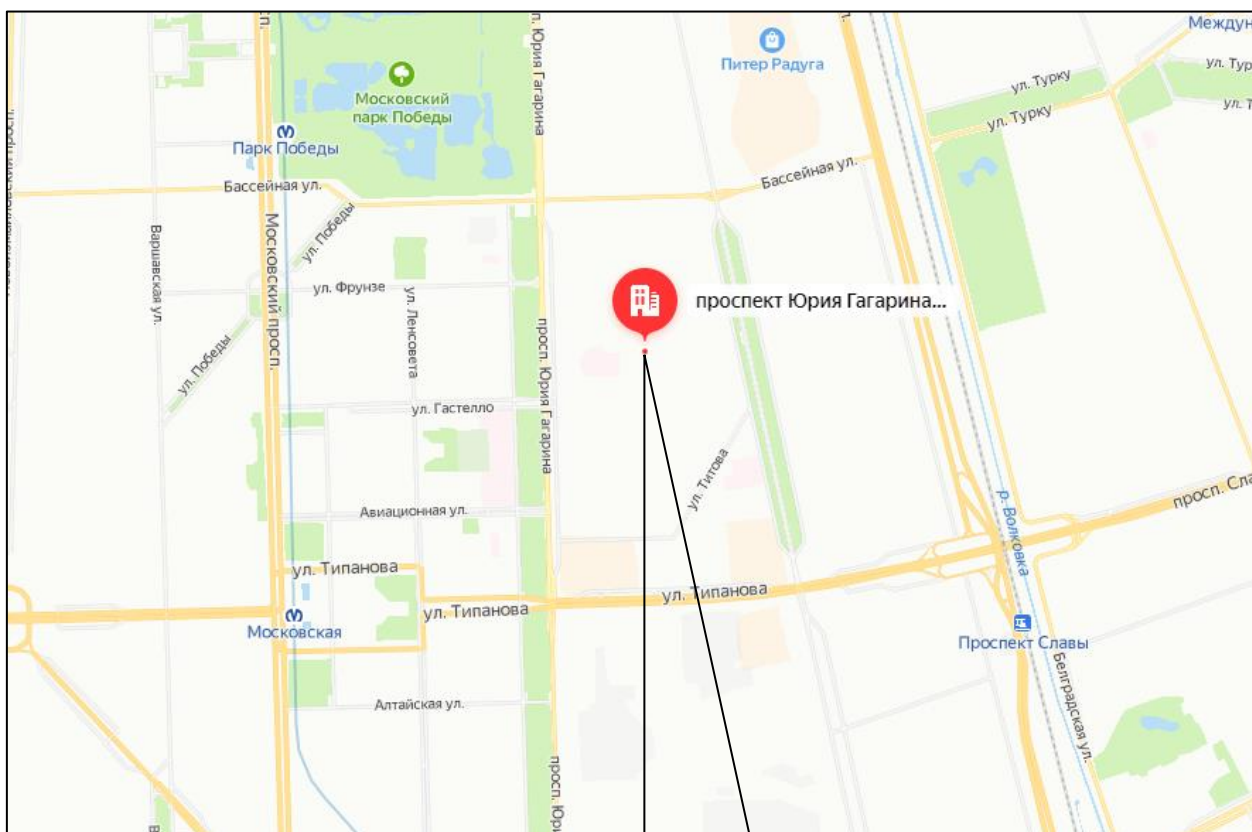 просп.
Юрия Гагарина
Питер Радуга
Между
ул. Турку
ул. Тур
Московский
парк Победы
ул. Турку
ул. Т
Парк Победы
Бассейная ул.
Бассейная ул.
Варшавская ул.
Московский просп.
ул. Победы
ул. Фрунзе
ул. Ленсовета
просп. Юрия Гагарина
проспект Юрия Гагарина...
ул. Победы
ул. Гастелло
ул. Титова
Авиационная ул.
р. Волковка
просп. Сла
ул. Типанова
ул. Типанова
ул. Типанова
Московская
Проспект Славы
Белградская ул.
Алтайская ул.
просп. Юри